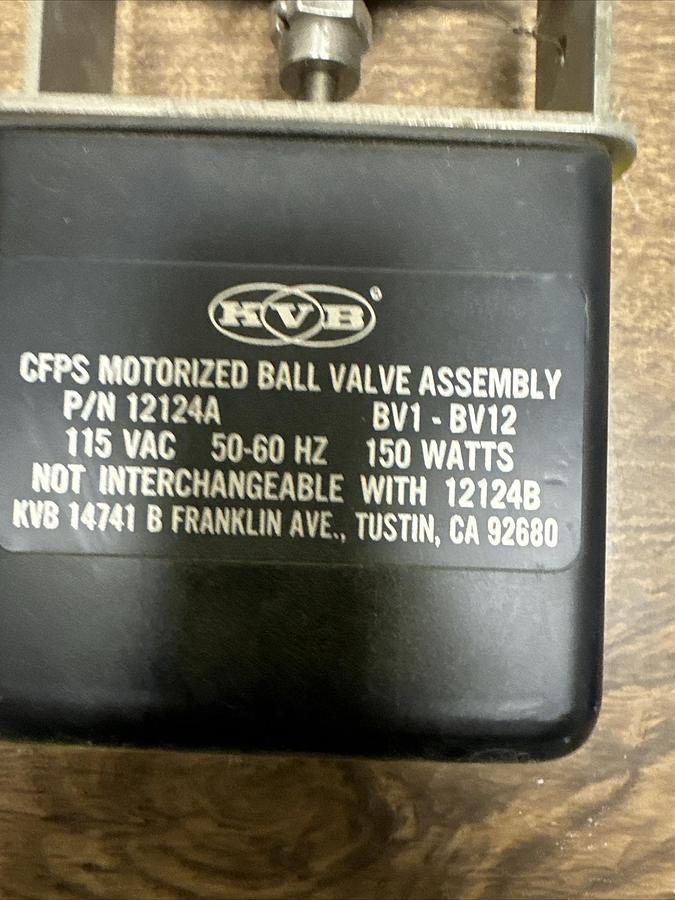 KVB®
CFPS MOTORIZED BALL VALVE ASSEMBLY
P/N 12124A BV1 - BV12
115 VAC 50-60 HZ 150 WATTS
NOT INTERCHANGEABLE WITH 12124B
KVB 14741 B FRANKLIN AVE., TUSTIN, CA 92680